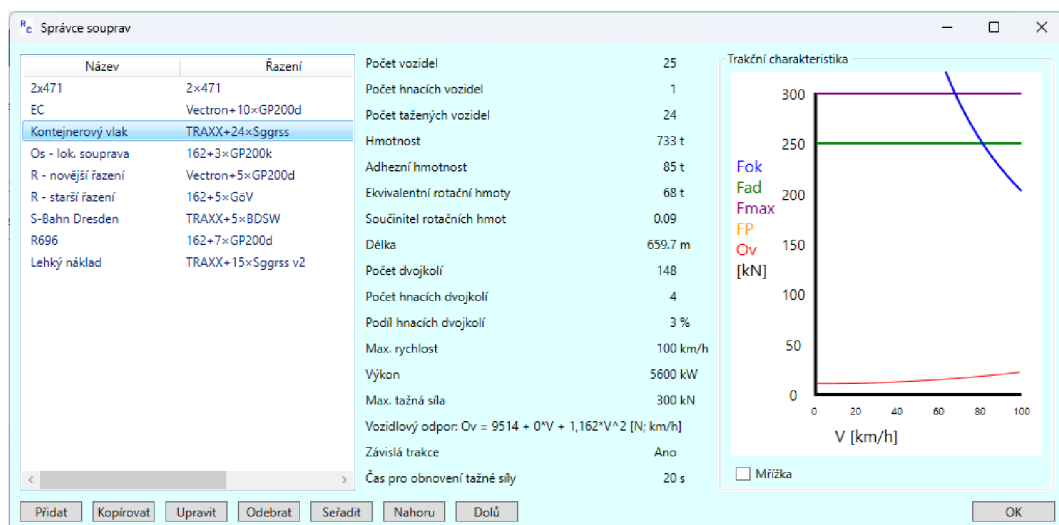 RC Správce souprav
Název Řazení
2x471 2×471
EC Vectron+10×GP200d
Kontejnerový vlak TRAXX+24×Sggrss
Os - lok. souprava 162+3×GP200k
R - novější řazení Vectron+5×GP200d
R - starší řazení 162+5×GöV
S-Bahn Dresden TRAXX+5×BDSW
R696 162+7×GP200d
Lehký náklad TRAXX+15×Sggrss v2
Počet vozidel 25
Počet hnacích vozidel 1
Počet tažených vozidel 24
Hmotnost 733 t
Adhezní hmotnost 85 t
Ekvivalentní rotační hmoty 68 t
Součinitel rotačních hmot 0.09
Délka 659.7 m
Počet dvojkolí 148
Počet hnacích dvojkolí 4
Podíl hnacích dvojkolí 3 %
Max. rychlost 100 km/h
Výkon 5600 kW
Max. tažná síla 300 kN
Vozidlový odpor: Ov = 9514 + 0*V + 1,162*V^2 [N; km/h]
Závislá trakce Ano
Čas pro obnovení tažné síly 20 s
Trakční charakteristika
300
250
200
150
100
50
0
Fok
Fad
Fmax
FP
Ov
[kN]
0 20 40 60 80 100
V [km/h]
Mřížka
Přidat Kopírovat Upravit Odebrat Seřadit Nahoru Dolů OK